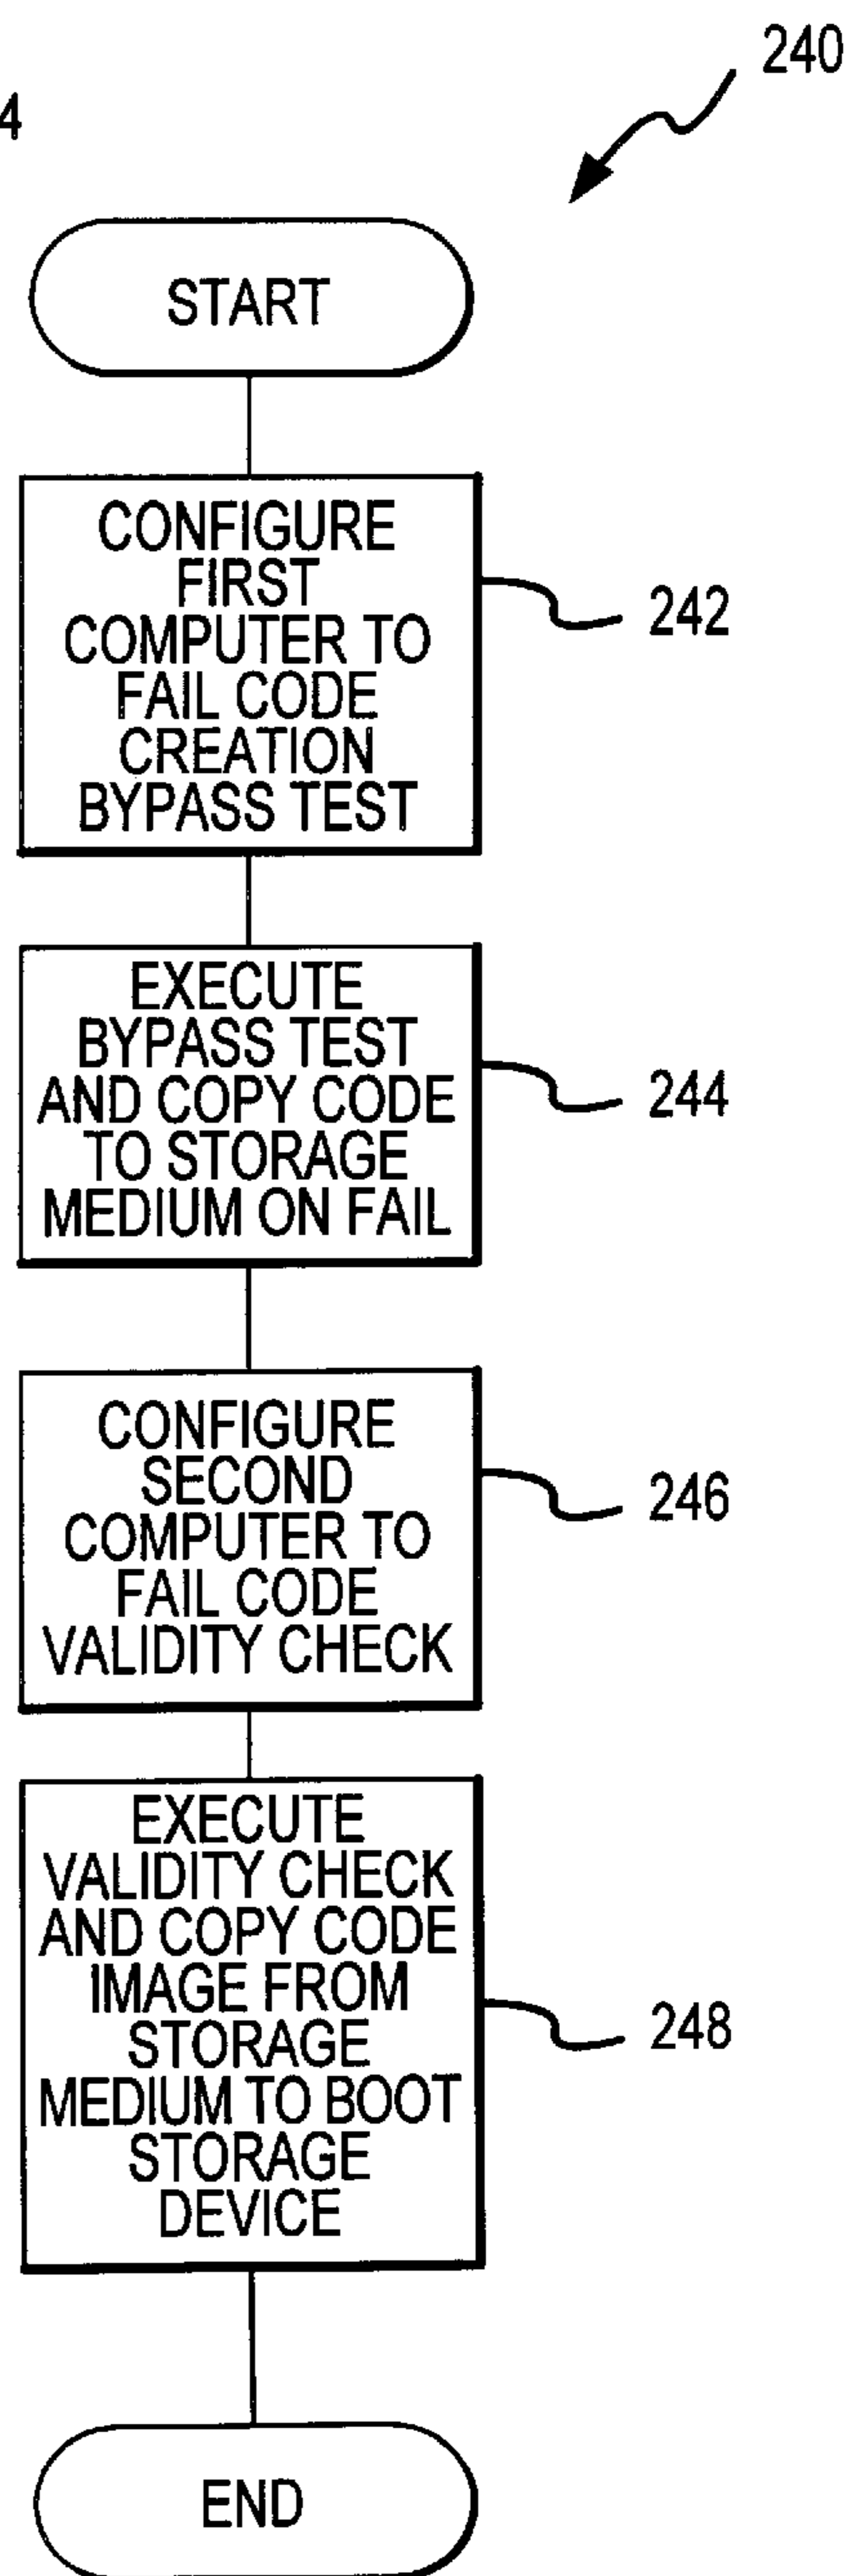 240
4
START
CONFIGURE
FIRST
COMPUTER TO
FAIL CODE
CREATION
BYPASS TEST
242
EXECUTE
BYPASS TEST
AND COPY CODE
TO STORAGE
MEDIUM ON FAIL
244
CONFIGURE
SECOND
COMPUTER TO
FAIL CODE
VALIDITY CHECK
246
EXECUTE
VALIDITY CHECK
AND COPY CODE
IMAGE FROM
STORAGE
MEDIUM TO BOOT
STORAGE
DEVICE
248
END